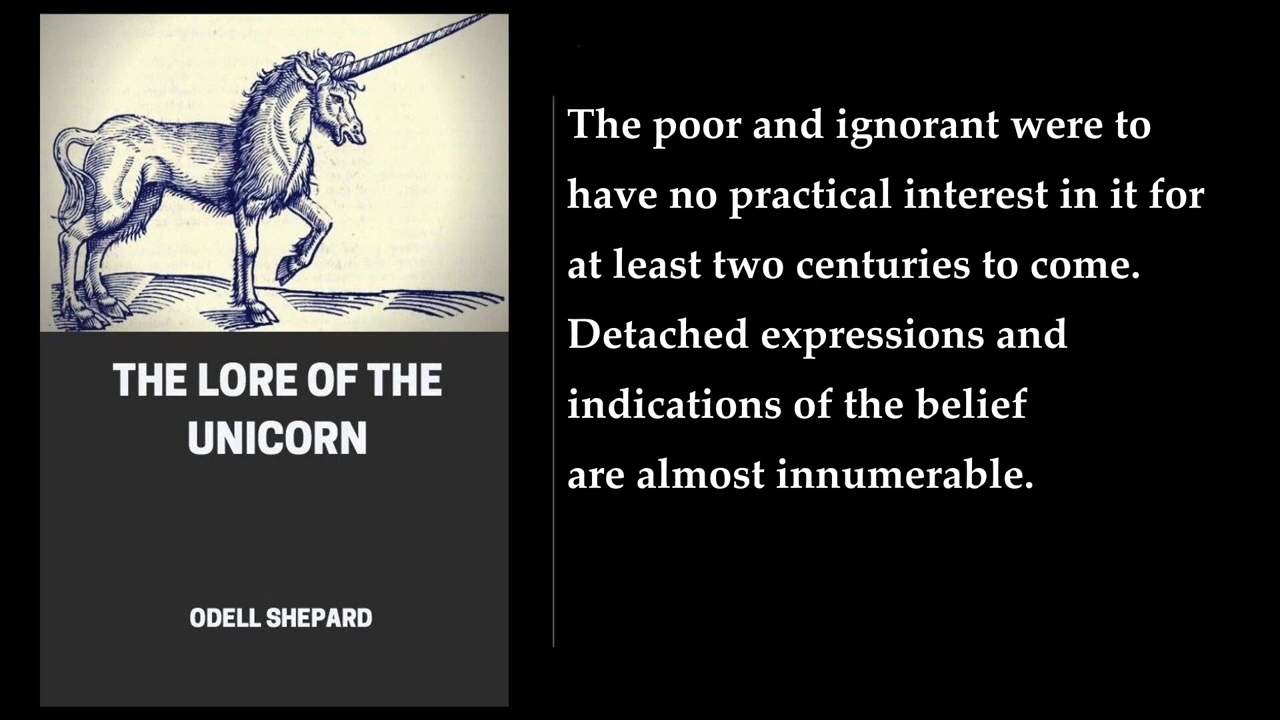 THE LORE OF THE
UNICORN
ODELL SHEPARD
The poor and ignorant were to
have no practical interest in it for
at least two centuries to come.
Detached expressions and
indications of the belief
are almost innumerable.